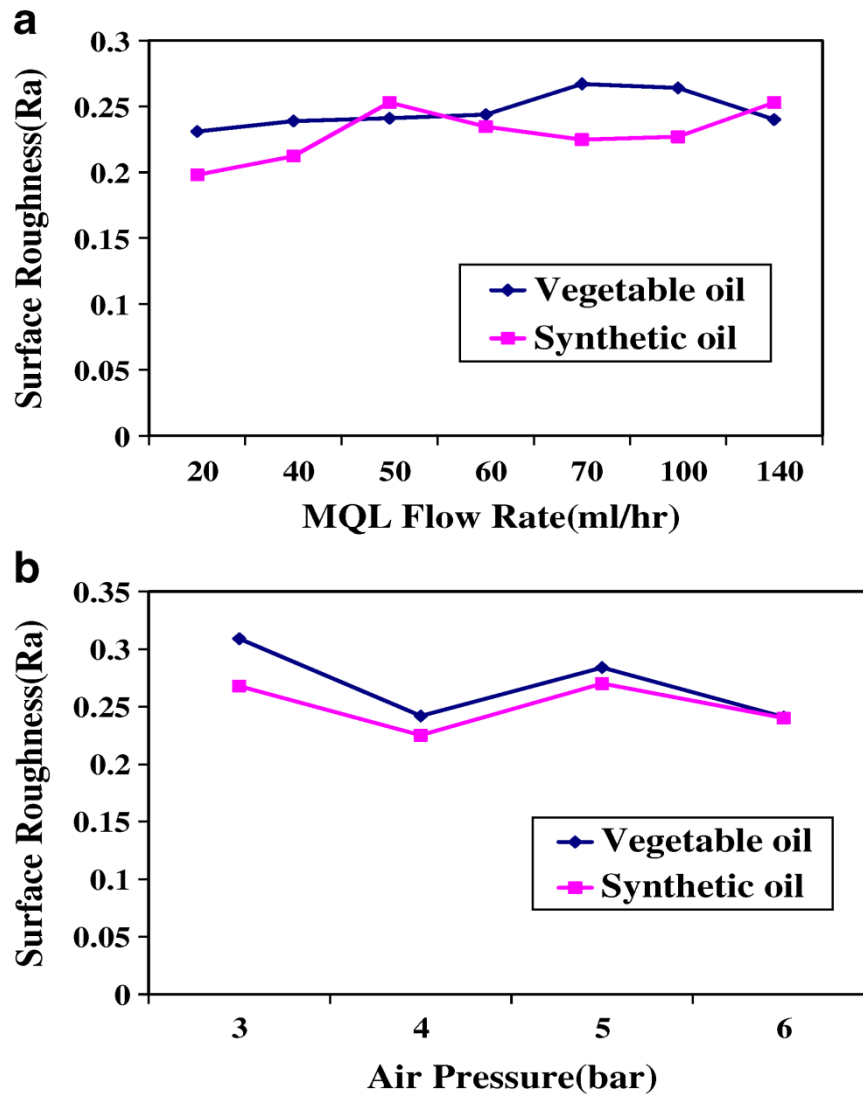 a
Surface Roughness(Ra)
0.3
0.25
0.2
0.15
0.1
0.05
0
Vegetable oil
Synthetic oil
20 40 50 60 70 100 140
MQL Flow Rate(ml/hr)
b
Surface Roughness(Ra)
0.35
0.3
0.25
0.2
0.15
0.1
0.05
0
Vegetable oil
Synthetic oil
3 4 5 6
Air Pressure(bar)